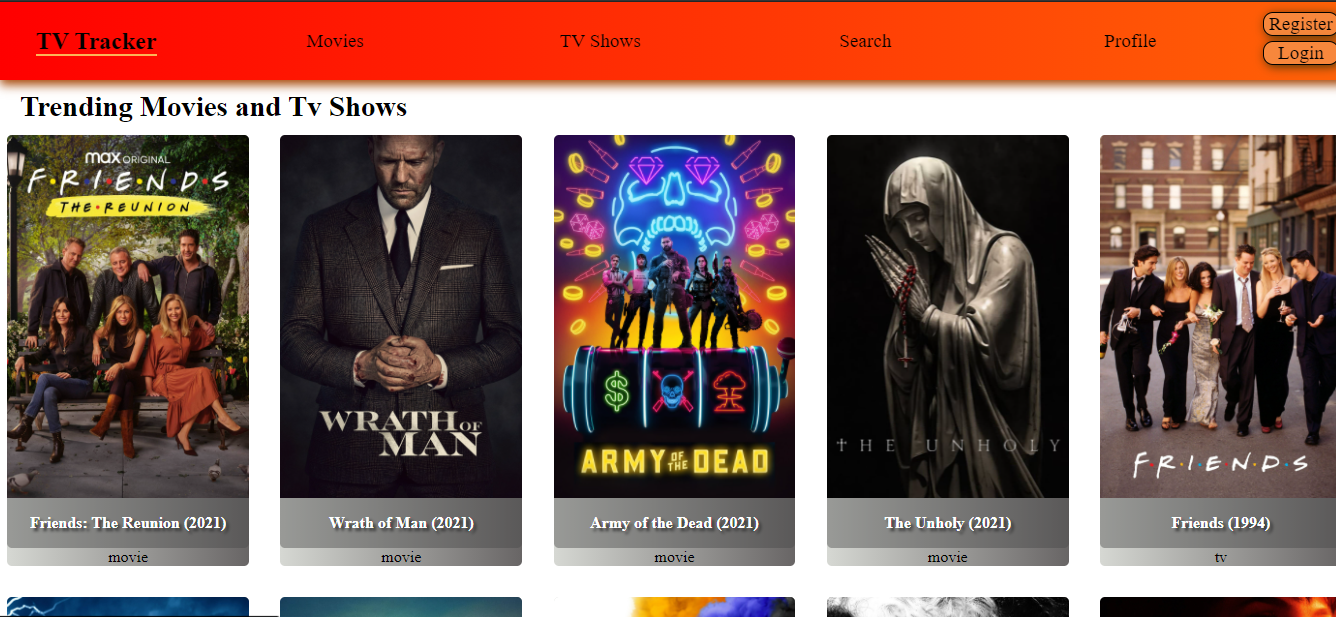 TV Tracker
Movies
TV Shows
Search
Profile
Register
Login
Trending Movies and Tv Shows
max ORIGINAL
F·R·I·E·N·D·S
THE·REUNION
WRATH OF
MAN
ARMY OF THE DEAD
THE UNHOLY
F·R·I·E·N·D·S
Friends: The Reunion (2021)
Wrath of Man (2021)
Army of the Dead (2021)
The Unholy (2021)
Friends (1994)
movie
movie
movie
movie
tv